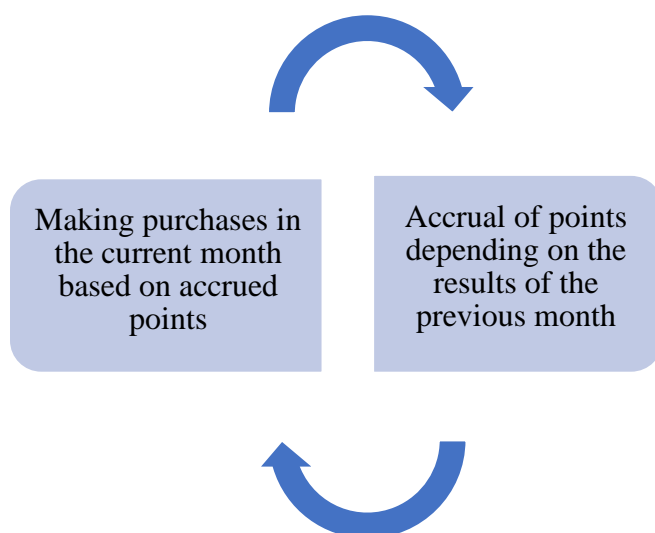 Making purchases in
the current month
based on accrued
points
Accrual of points
depending on the
results of the
previous month